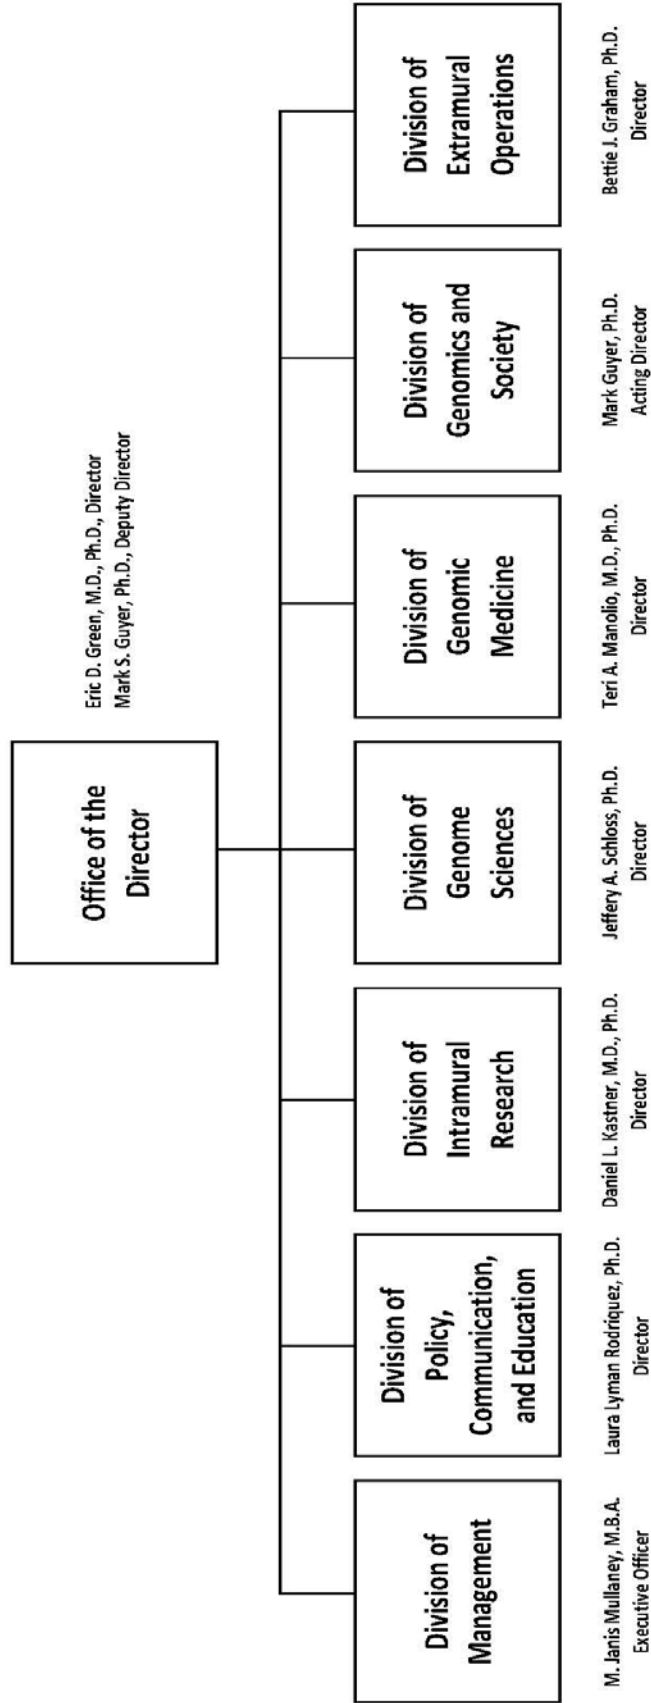 Office of the
Director
Eric D. Green, M.D., Ph.D., Director
Mark S. Guyer, Ph.D., Deputy Director
Division of
Management
M. Janis Mullaney, M.B.A.
Executive Officer
Division of
Policy,
Communication,
and Education
Laura Lyman Rodriquez, Ph.D.
Director
Division of
Intramural
Research
Daniel L. Kastner, M.D., Ph.D.
Director
Division of
Genome
Sciences
Jeffery A. Schloss, Ph.D.
Director
Division of
Genomic
Medicine
Teri A. Manolio, M.D., Ph.D.
Director
Division of
Genomics and
Society
Mark Guyer, Ph.D.
Acting Director
Division of
Extramural
Operations
Bettie J. Graham, Ph.D.
Director